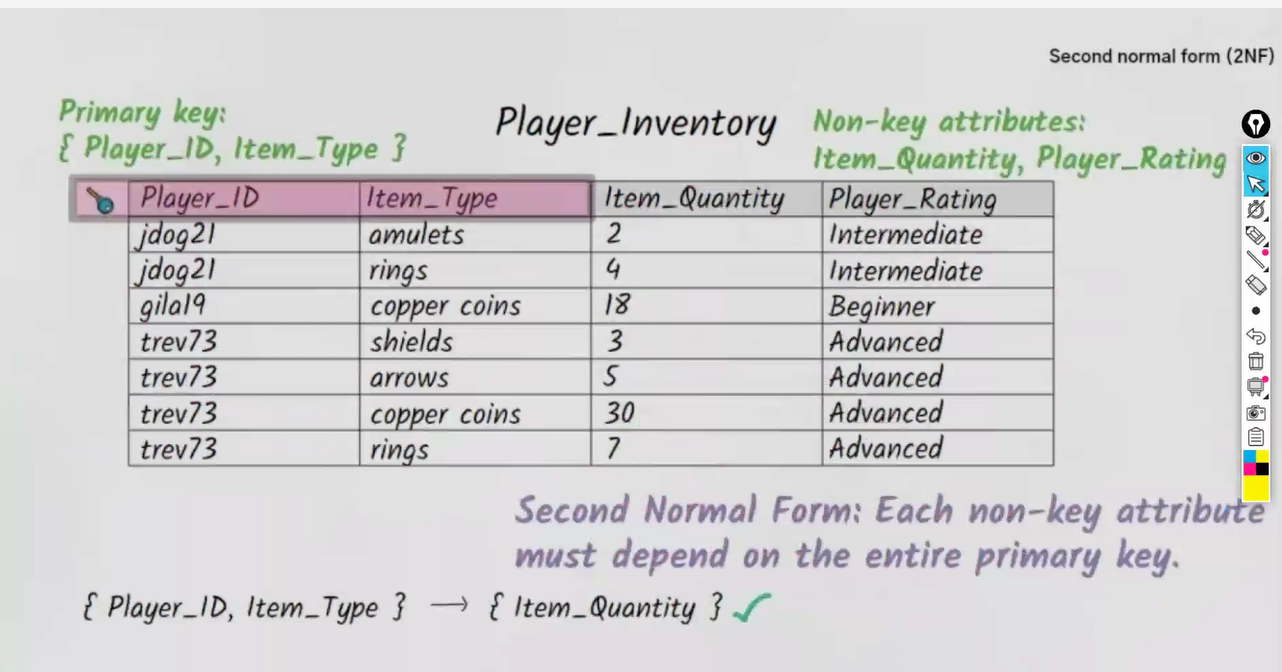 Second normal form (2NF)
Primary key:
{ Player_ID, Item_Type }
Player_Inventory
Non-key attributes:
Item_Quantity, Player_Rating
Player_ID Item_Type Item_Quantity Player_Rating
jdog21 amulets 2 Intermediate
jdog21 rings 4 Intermediate
gila19 copper coins 18 Beginner
trev73 shields 3 Advanced
trev73 arrows 5 Advanced
trev73 copper coins 30 Advanced
trev73 rings 7 Advanced
Second Normal Form: Each non-key attribute
must depend on the entire primary key.
{ Player_ID, Item_Type } → { Item_Quantity } ✓